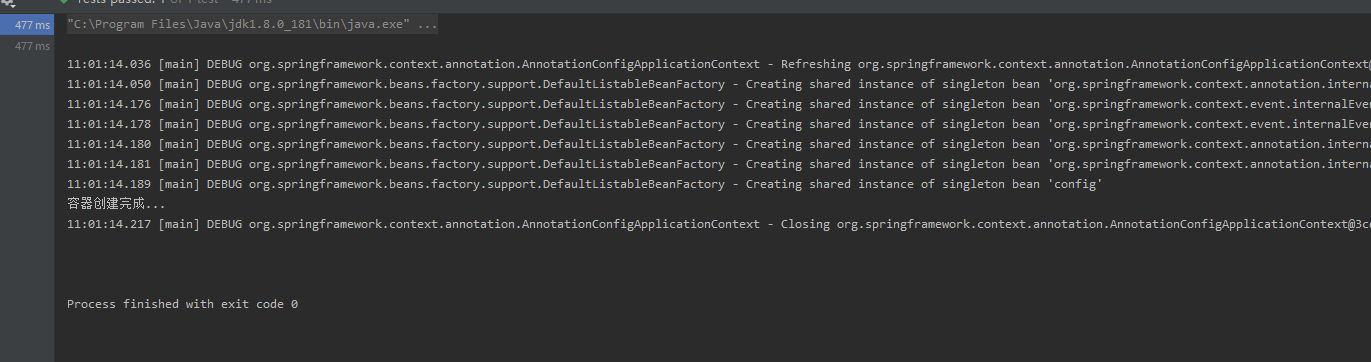 Tests passed: 1 of 1 test – 477 ms
477 ms
"C:\Program Files\Java\jdk1.8.0_181\bin\java.exe" ...
477 ms
11:01:14.036 [main] DEBUG org.springframework.context.annotation.AnnotationConfigApplicationContext - Refreshing org.springframework.context.annotation.AnnotationConfigApplicationContext@
11:01:14.050 [main] DEBUG org.springframework.beans.factory.support.DefaultListableBeanFactory - Creating shared instance of singleton bean 'org.springframework.context.annotation.interna
11:01:14.176 [main] DEBUG org.springframework.beans.factory.support.DefaultListableBeanFactory - Creating shared instance of singleton bean 'org.springframework.context.event.internalEve
11:01:14.178 [main] DEBUG org.springframework.beans.factory.support.DefaultListableBeanFactory - Creating shared instance of singleton bean 'org.springframework.context.event.internalEve
11:01:14.180 [main] DEBUG org.springframework.beans.factory.support.DefaultListableBeanFactory - Creating shared instance of singleton bean 'org.springframework.context.annotation.interna
11:01:14.181 [main] DEBUG org.springframework.beans.factory.support.DefaultListableBeanFactory - Creating shared instance of singleton bean 'org.springframework.context.annotation.interna
11:01:14.189 [main] DEBUG org.springframework.beans.factory.support.DefaultListableBeanFactory - Creating shared instance of singleton bean 'config'
容器创建完成...
11:01:14.217 [main] DEBUG org.springframework.context.annotation.AnnotationConfigApplicationContext - Closing org.springframework.context.annotation.AnnotationConfigApplicationContext@3c
Process finished with exit code 0